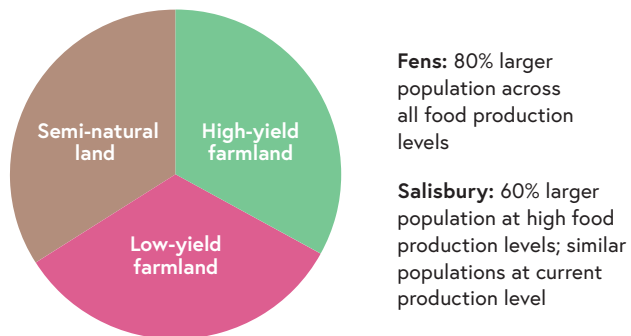 Semi-natural
land
High-yield
farmland
Low-yield
farmland
Fens: 80% larger
population across
all food production
levels
Salisbury: 60% larger
population at high food
production levels; similar
populations at current
production level